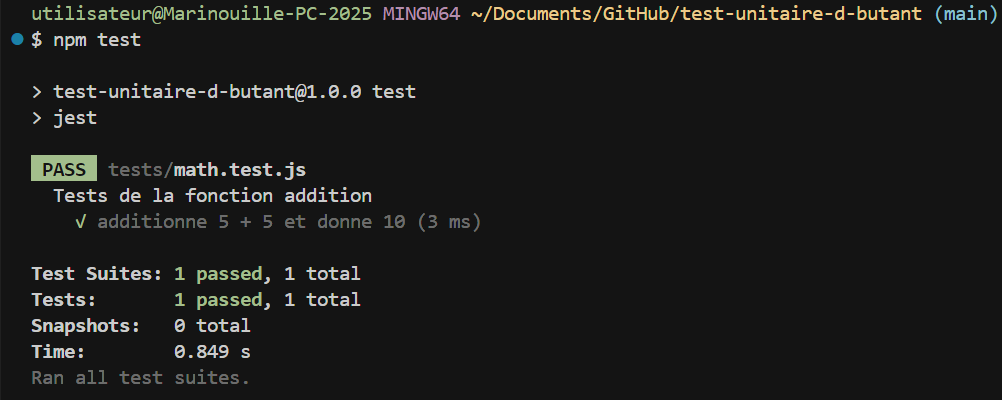 utilisateur@Marinouille-PC-2025 MINGW64 ~/Documents/GitHub/test-unitaire-d-butant (main)
$ npm test
> test-unitaire-d-butant@1.0.0 test
> jest
PASS tests/math.test.js
Tests de la fonction addition
√ additionne 5 + 5 et donne 10 (3 ms)
Test Suites: 1 passed, 1 total
Tests: 1 passed, 1 total
Snapshots: 0 total
Time: 0.849 s
Ran all test suites.